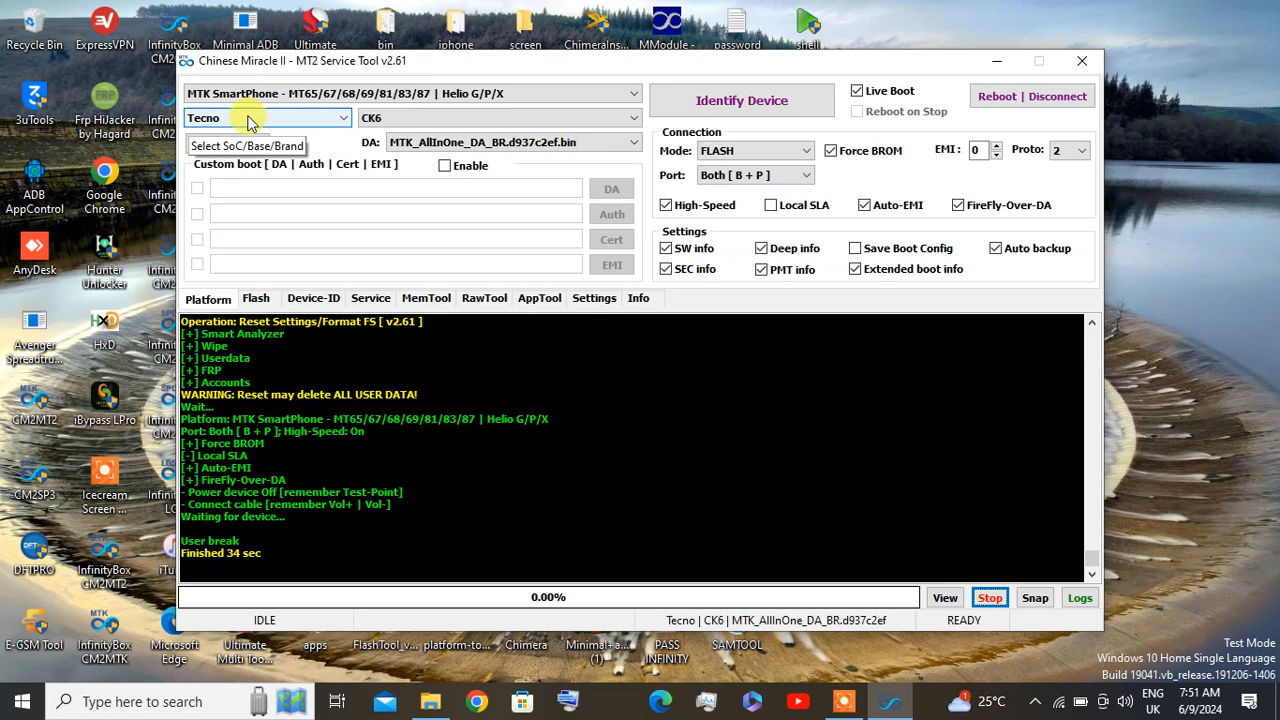 Recycle Bin
ExpressVPN
InfinityBox
CM2...
Minimal ADB
Ultimate
bin
iphone
screen
ChimeraIns...
MModule -
password
shell
Chinese Miracle II - MT2 Service Tool v2.61
MTK SmartPhone - MT65/67/68/69/81/83/87 | Helio G/P/X
Tecno
CK6
Select SoC/Base/Brand
DA:
MTK_AllInOne_DA_BR.d937c2ef.bin
Custom boot [ DA | Auth | Cert | EMI ]
Enable
DA
Auth
Cert
EMI
Identify Device
Live Boot
Reboot on Stop
Reboot | Disconnect
Connection
Mode:
FLASH
Force BROM
EMI :
0
Proto:
2
Port:
Both [ B + P ]
High-Speed
Local SLA
Auto-EMI
FireFly-Over-DA
Settings
SW info
Deep info
Save Boot Config
Auto backup
SEC info
PMT info
Extended boot info
Platform
Flash
Device-ID
Service
MemTool
RawTool
AppTool
Settings
Info
Operation: Reset Settings/Format FS [ v2.61 ]
[+] Smart Analyzer
[+] Wipe
[+] Userdata
[+] FRP
[+] Accounts
WARNING: Reset may delete ALL USER DATA!
Wait...
Platform: MTK SmartPhone - MT65/67/68/69/81/83/87 | Helio G/P/X
Port: Both [ B + P ]; High-Speed: On
[+] Force BROM
[-] Local SLA
[+] Auto-EMI
[+] FireFly-Over-DA
- Power device Off [remember Test-Point]
- Connect cable [remember Vol+ | Vol-]
Waiting for device...
User break
Finished 34 sec
0.00%
View
Stop
Snap
Logs
IDLE
Tecno | CK6 | MTK_AllInOne_DA_BR.d937c2ef
READY
3uTools
Frp HiJacker
by Hagard
ADB
AppControl
Google
Chrome
AnyDesk
Hunter
Unlocker
Avenger
Spreadtru...
HxD
CM2MT2
iBypass LPro
CM2SP3
Icecream
Screen ...
DFTPRO
InfinityBox
CM2MT2
E-GSM Tool
InfinityBox
CM2MTK
Microsoft
Edge
Ultimate
Multi Too...
apps
FlashTool_v...
platform-to...
Chimera
Minimal+a...
(1)
PASS
INFINITY
SAMTOOL
Test Mode
Windows 10 Home Single Language
Build 19041.vb_release.191206-1406
Type here to search
25°C
ENG
UK
7:51 AM
6/9/2024